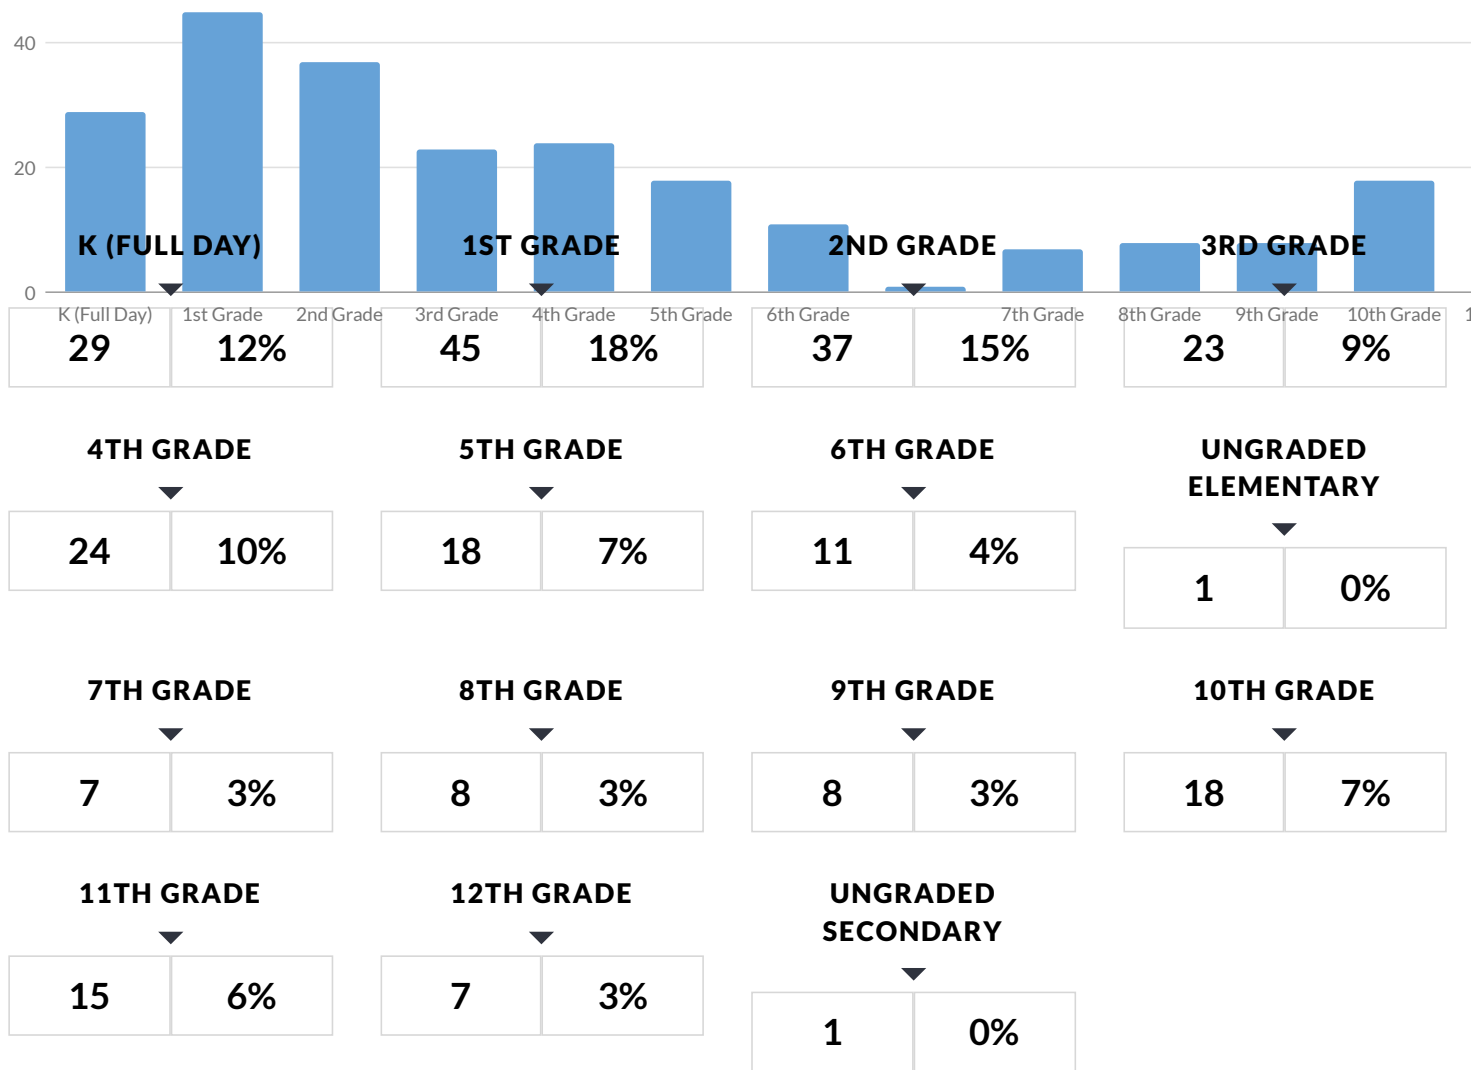 40
20
0
K (Full Day) 1st Grade 2nd Grade 3rd Grade 4th Grade 5th Grade 6th Grade 7th Grade 8th Grade 9th Grade 10th Grade 1
K (FULL DAY) 1ST GRADE 2ND GRADE 3RD GRADE
29 12% 45 18% 37 15% 23 9%
4TH GRADE 5TH GRADE 6TH GRADE UNGRADED
ELEMENTARY
24 10% 18 7% 11 4% 1 0%
7TH GRADE 8TH GRADE 9TH GRADE 10TH GRADE
7 3% 8 3% 8 3% 18 7%
11TH GRADE 12TH GRADE UNGRADED
SECONDARY
15 6% 7 3% 1 0%